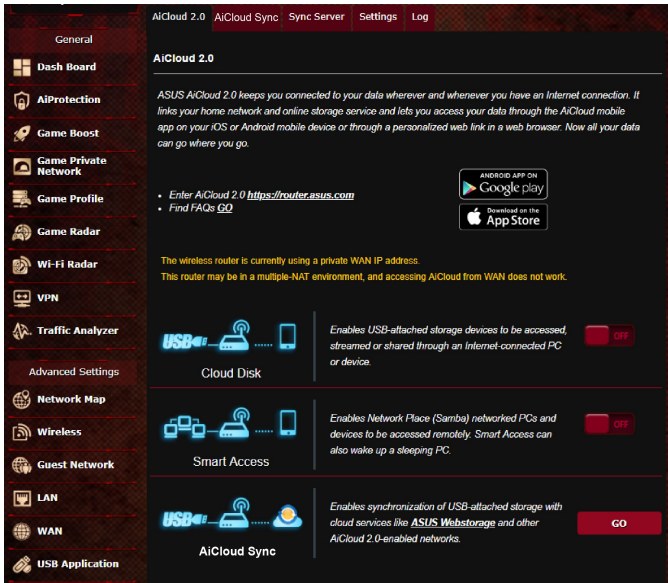 AiCloud 2.0
AiCloud Sync
Sync Server
Settings
Log
General
Dash Board
AiProtection
Game Boost
Game Private
Network
Game Profile
Game Radar
Wi-Fi Radar
VPN
Traffic Analyzer
Advanced Settings
Network Map
Wireless
Guest Network
LAN
WAN
USB Application
AiCloud 2.0
ASUS AiCloud 2.0 keeps you connected to your data wherever and whenever you have an Internet connection. It
links your home network and online storage service and lets you access your data through the AiCloud mobile
app on your iOS or Android mobile device or through a personalized web link in a web browser. Now all your data
can go where you go.
• Enter AiCloud 2.0 https://router.asus.com
• Find FAQs GO
ANDROID APP ON
Google play
Download on the
App Store
The wireless router is currently using a private WAN IP address.
This router may be in a multiple-NAT environment, and accessing AiCloud from WAN does not work.
USB
Cloud Disk
Enables USB-attached storage devices to be accessed,
streamed or shared through an Internet-connected PC
or device.
OFF
Smart Access
Enables Network Place (Samba) networked PCs and
devices to be accessed remotely. Smart Access can
also wake up a sleeping PC.
OFF
USB
AiCloud Sync
Enables synchronization of USB-attached storage with
cloud services like ASUS Webstorage and other
AiCloud 2.0-enabled networks.
GO